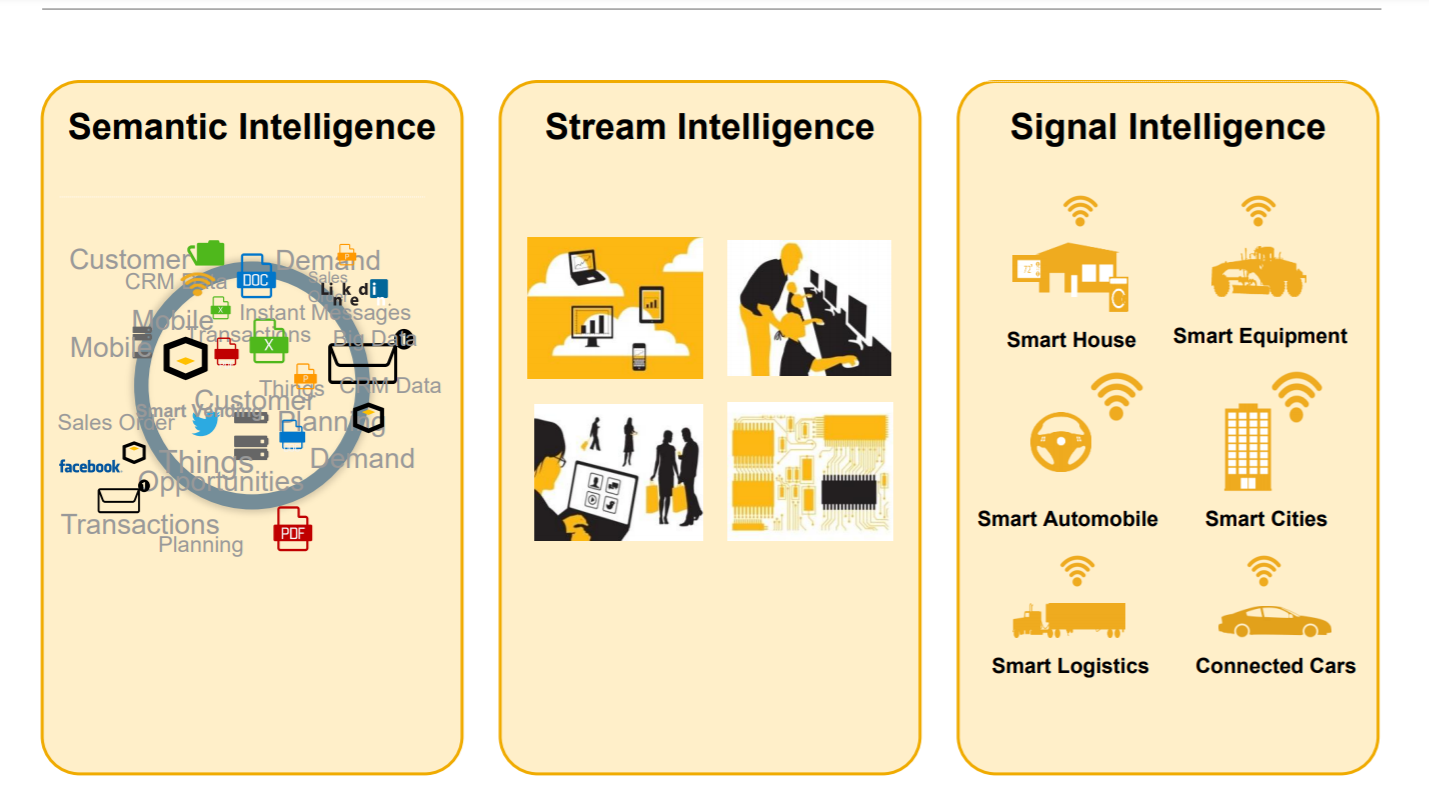 Semantic Intelligence
Customer
Demand
CRM Data
DOC
Sales
Linkedin
X
Instant Messages
Mobile
Transactions
Big Data
1
Mobile
X
Things
CRM Data
Customer
Smart Vending
Sales Order
Planning
facebook
Things
Demand
Opportunities
1
Transactions
PDF
Planning
Stream Intelligence
Signal Intelligence
Smart House
Smart Equipment
Smart Automobile
Smart Cities
Smart Logistics
Connected Cars